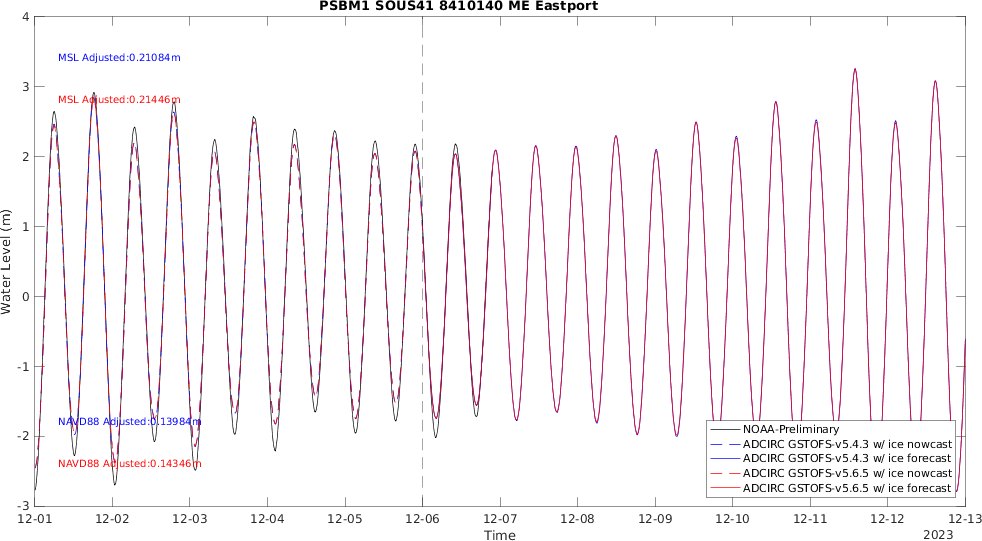 PSBM1 SOUS41 8410140 ME Eastport
4
3
2
1
0
-1
-2
-3
Water Level (m)
MSL Adjusted:0.21084m
MSL Adjusted:0.21446m
NAVD88 Adjusted:0.13984m
NAVD88 Adjusted:0.14346m
NOAA-Preliminary
ADCIRC GSTOFS-v5.4.3 w/ ice nowcast
ADCIRC GSTOFS-v5.4.3 w/ ice forecast
ADCIRC GSTOFS-v5.6.5 w/ ice nowcast
ADCIRC GSTOFS-v5.6.5 w/ ice forecast
12-01 12-02 12-03 12-04 12-05 12-06 12-07 12-08 12-09 12-10 12-11 12-12 12-13
Time
2023